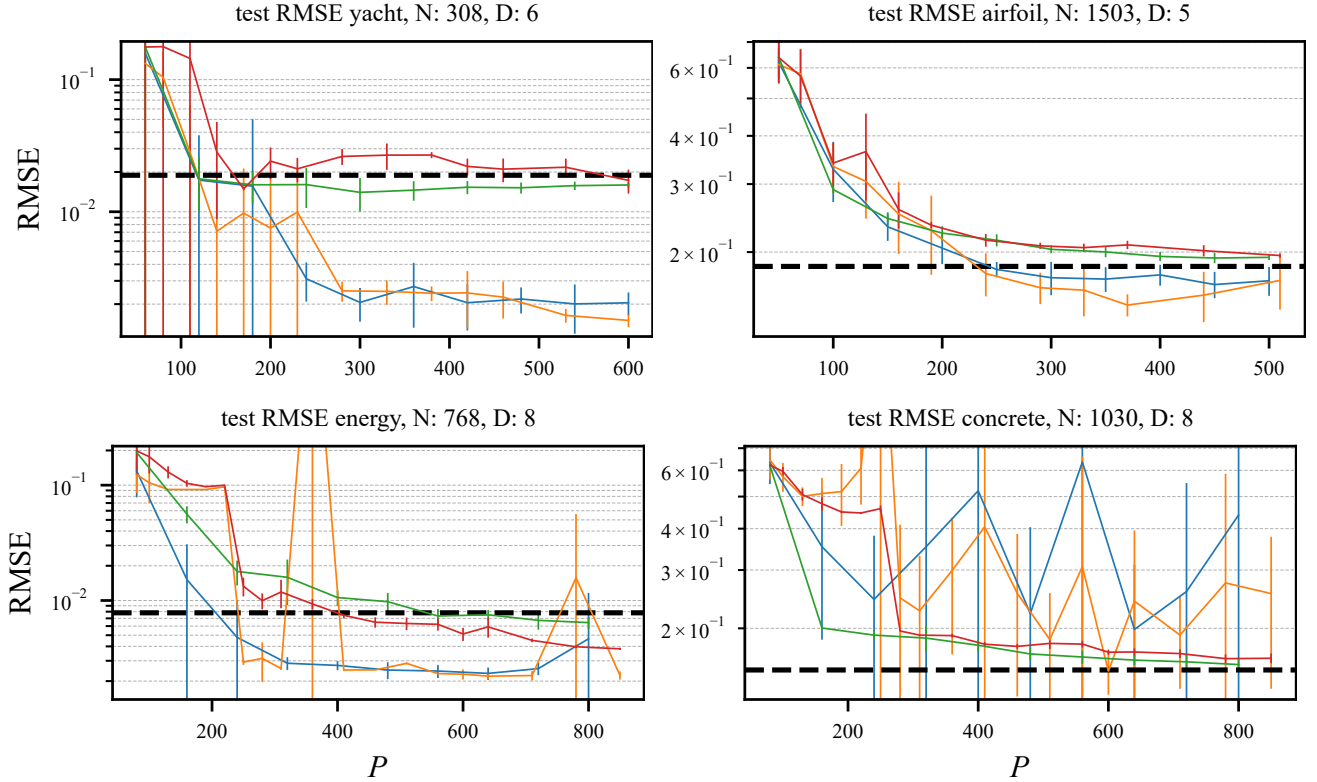 test RMSE yacht, N: 308, D: 6
test RMSE airfoil, N: 1503, D: 5
RMSE
10⁻¹
10⁻²
6 × 10⁻¹
4 × 10⁻¹
3 × 10⁻¹
2 × 10⁻¹
100 200 300 400 500 600
100 200 300 400 500
test RMSE energy, N: 768, D: 8
test RMSE concrete, N: 1030, D: 8
RMSE
10⁻¹
10⁻²
6 × 10⁻¹
4 × 10⁻¹
3 × 10⁻¹
2 × 10⁻¹
200 400 600 800
200 400 600 800
P
P